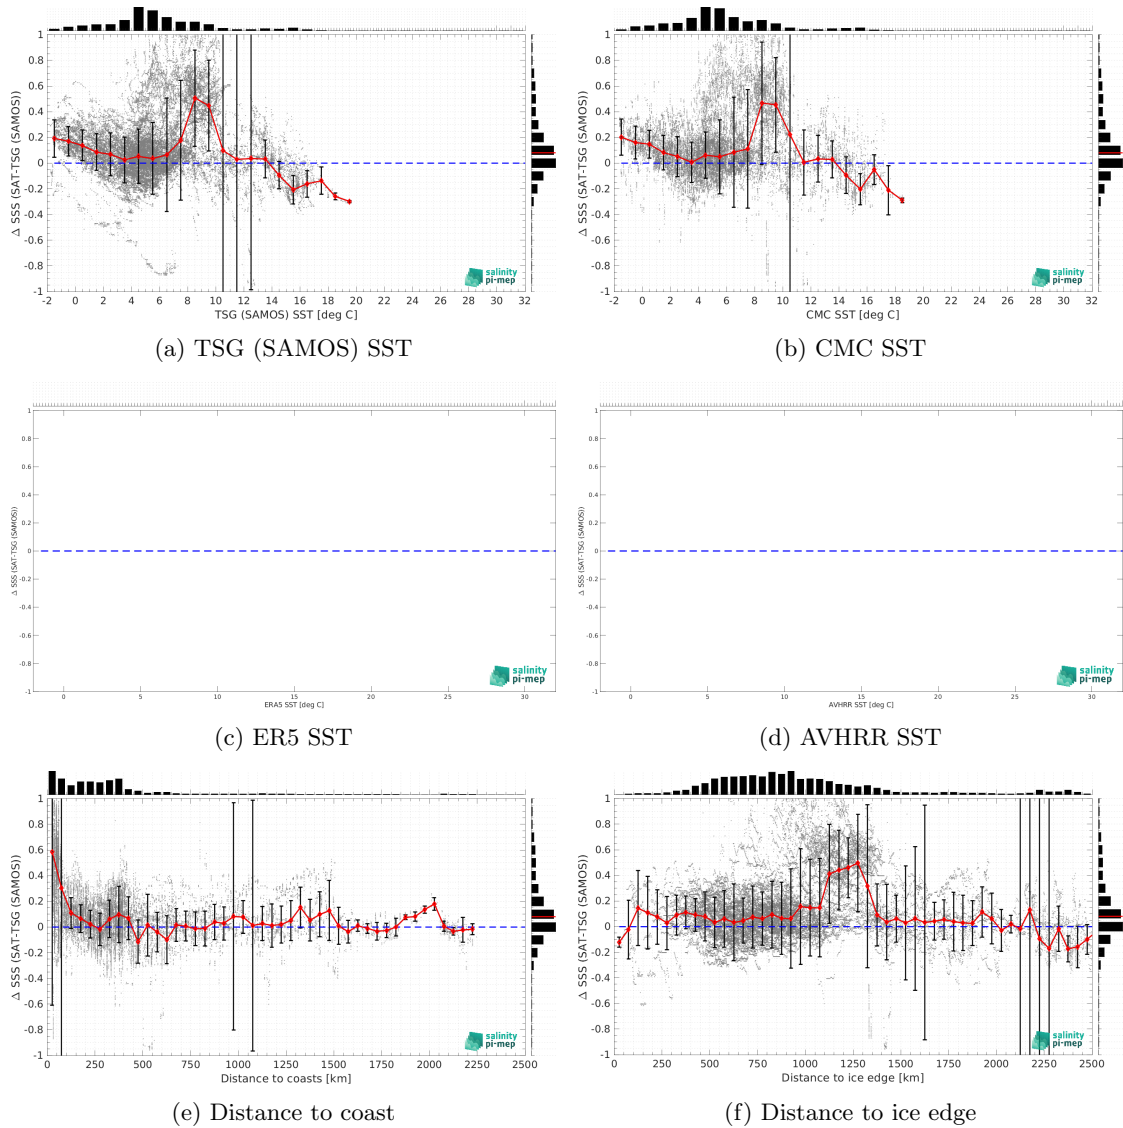 1
0.8
0.6
0.4
0.2
0
-0.2
-0.4
-0.6
-0.8
-1
Δ SSS (SAT-TSG (SAMOS))
-2 0 2 4 6 8 10 12 14 16 18 20 22 24 26 28 30 32
TSG (SAMOS) SST [deg C]
salinity
pi-mep
(a) TSG (SAMOS) SST
1
0.8
0.6
0.4
0.2
0
-0.2
-0.4
-0.6
-0.8
-1
Δ SSS (SAT-TSG (SAMOS))
-2 0 2 4 6 8 10 12 14 16 18 20 22 24 26 28 30 32
CMC SST [deg C]
salinity
pi-mep
(b) CMC SST
1
0.8
0.6
0.4
0.2
0
-0.2
-0.4
-0.6
-0.8
-1
Δ SSS (SAT-TSG (SAMOS))
0 5 10 15 20 25 30
ERA5 SST [deg C]
salinity
pi-mep
(c) ER5 SST
1
0.8
0.6
0.4
0.2
0
-0.2
-0.4
-0.6
-0.8
-1
Δ SSS (SAT-TSG (SAMOS))
0 5 10 15 20 25 30
AVHRR SST [deg C]
salinity
pi-mep
(d) AVHRR SST
1
0.8
0.6
0.4
0.2
0
-0.2
-0.4
-0.6
-0.8
-1
Δ SSS (SAT-TSG (SAMOS))
0 250 500 750 1000 1250 1500 1750 2000 2250 2500
Distance to coasts [km]
salinity
pi-mep
(e) Distance to coast
1
0.8
0.6
0.4
0.2
0
-0.2
-0.4
-0.6
-0.8
-1
Δ SSS (SAT-TSG (SAMOS))
0 250 500 750 1000 1250 1500 1750 2000 2250 2500
Distance to ice edge [km]
salinity
pi-mep
(f) Distance to ice edge